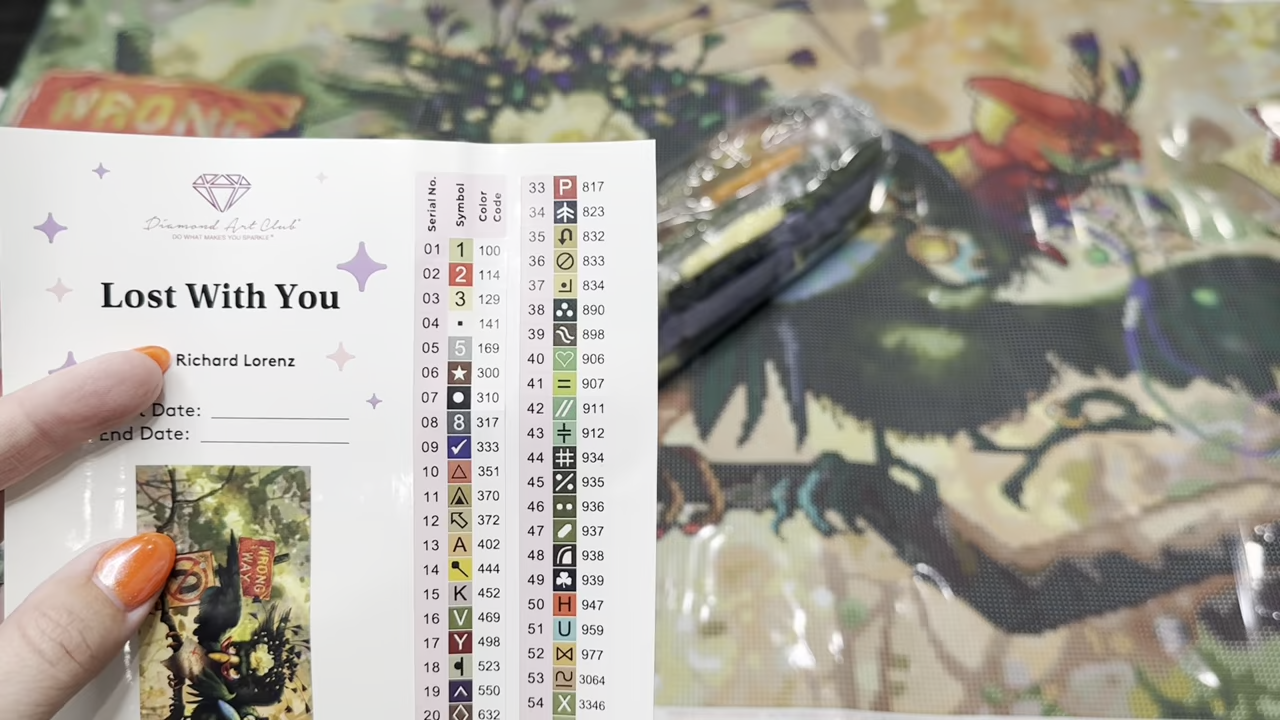 WRONG
Diamond Art Club
DO WHAT MAKES YOU SPARKLE
Lost With You
Richard Lorenz
Date:
End Date:
WRONG
WAY
Serial No.
Symbol
Color
Code
01 1 100
02 2 114
03 3 129
04 141
05 5 169
06 300
07 310
08 8 317
09 333
10 351
11 370
12 372
13 A 402
14 444
15 K 452
16 V 469
17 Y 498
18 523
19 550
20 632
33 P 817
34 823
35 832
36 833
37 834
38 890
39 898
40 906
41 = 907
42 // 911
43 912
44 # 934
45 935
46 936
47 937
48 938
49 939
50 H 947
51 U 959
52 977
53 3064
54 X 3346